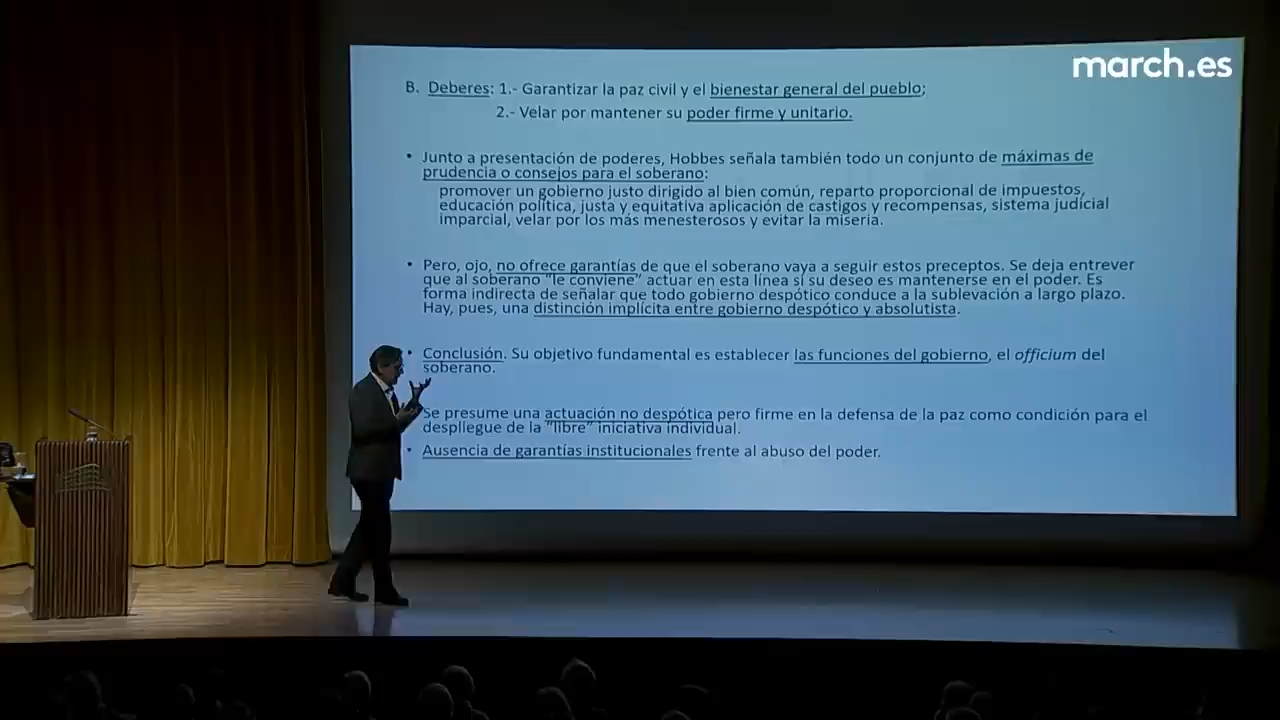 march.es
B. Deberes: 1.- Garantizar la paz civil y el bienestar general del pueblo;
2.- Velar por mantener su poder firme y unitario.
• Junto a presentación de poderes, Hobbes señala también todo un conjunto de máximas de
prudencia o consejos para el soberano:
promover un gobierno justo dirigido al bien común, reparto proporcional de impuestos,
educación política, justa y equitativa aplicación de castigos y recompensas, sistema judicial
imparcial, velar por los más menesterosos y evitar la miseria.
• Pero, ojo, no ofrece garantías de que el soberano vaya a seguir estos preceptos. Se deja entrever
que al soberano "le conviene" actuar en esta línea si su deseo es mantenerse en el poder. Es
forma indirecta de señalar que todo gobierno despótico conduce a la sublevación a largo plazo.
Hay, pues, una distinción implícita entre gobierno despótico y absolutista.
• Conclusión. Su objetivo fundamental es establecer las funciones del gobierno, el officium del
soberano.
Se presume una actuación no despótica pero firme en la defensa de la paz como condición para el
despliegue de la "libre" iniciativa individual.
• Ausencia de garantías institucionales frente al abuso del poder.